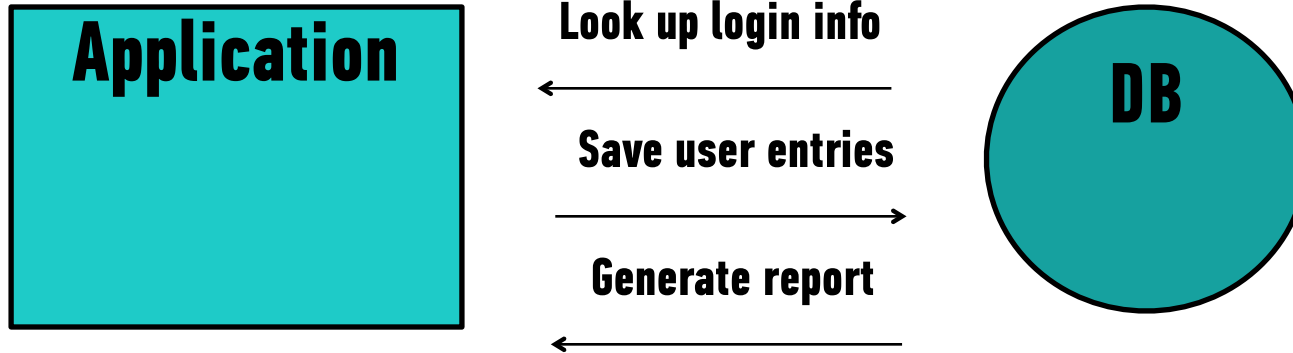 Application
Look up login info
DB
Save user entries
Generate report